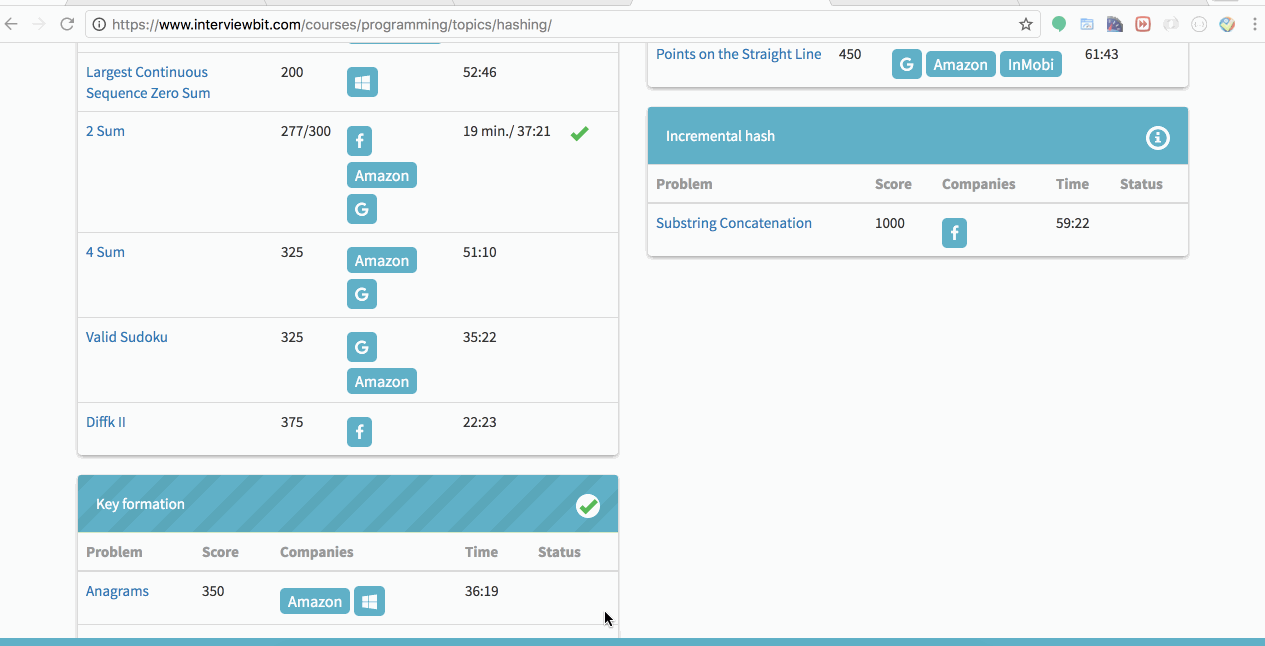 https://www.interviewbit.com/courses/programming/topics/hashing/
Largest Continuous
Sequence Zero Sum
200
52:46
2 Sum
277/300
Amazon
19 min./ 37:21
4 Sum
325
Amazon
51:10
Valid Sudoku
325
Amazon
35:22
Diffk II
375
22:23
Key formation
Problem Score Companies Time Status
Anagrams
350
Amazon
36:19
Points on the Straight Line
450
Amazon InMobi
61:43
Incremental hash
Problem Score Companies Time Status
Substring Concatenation
1000
59:22